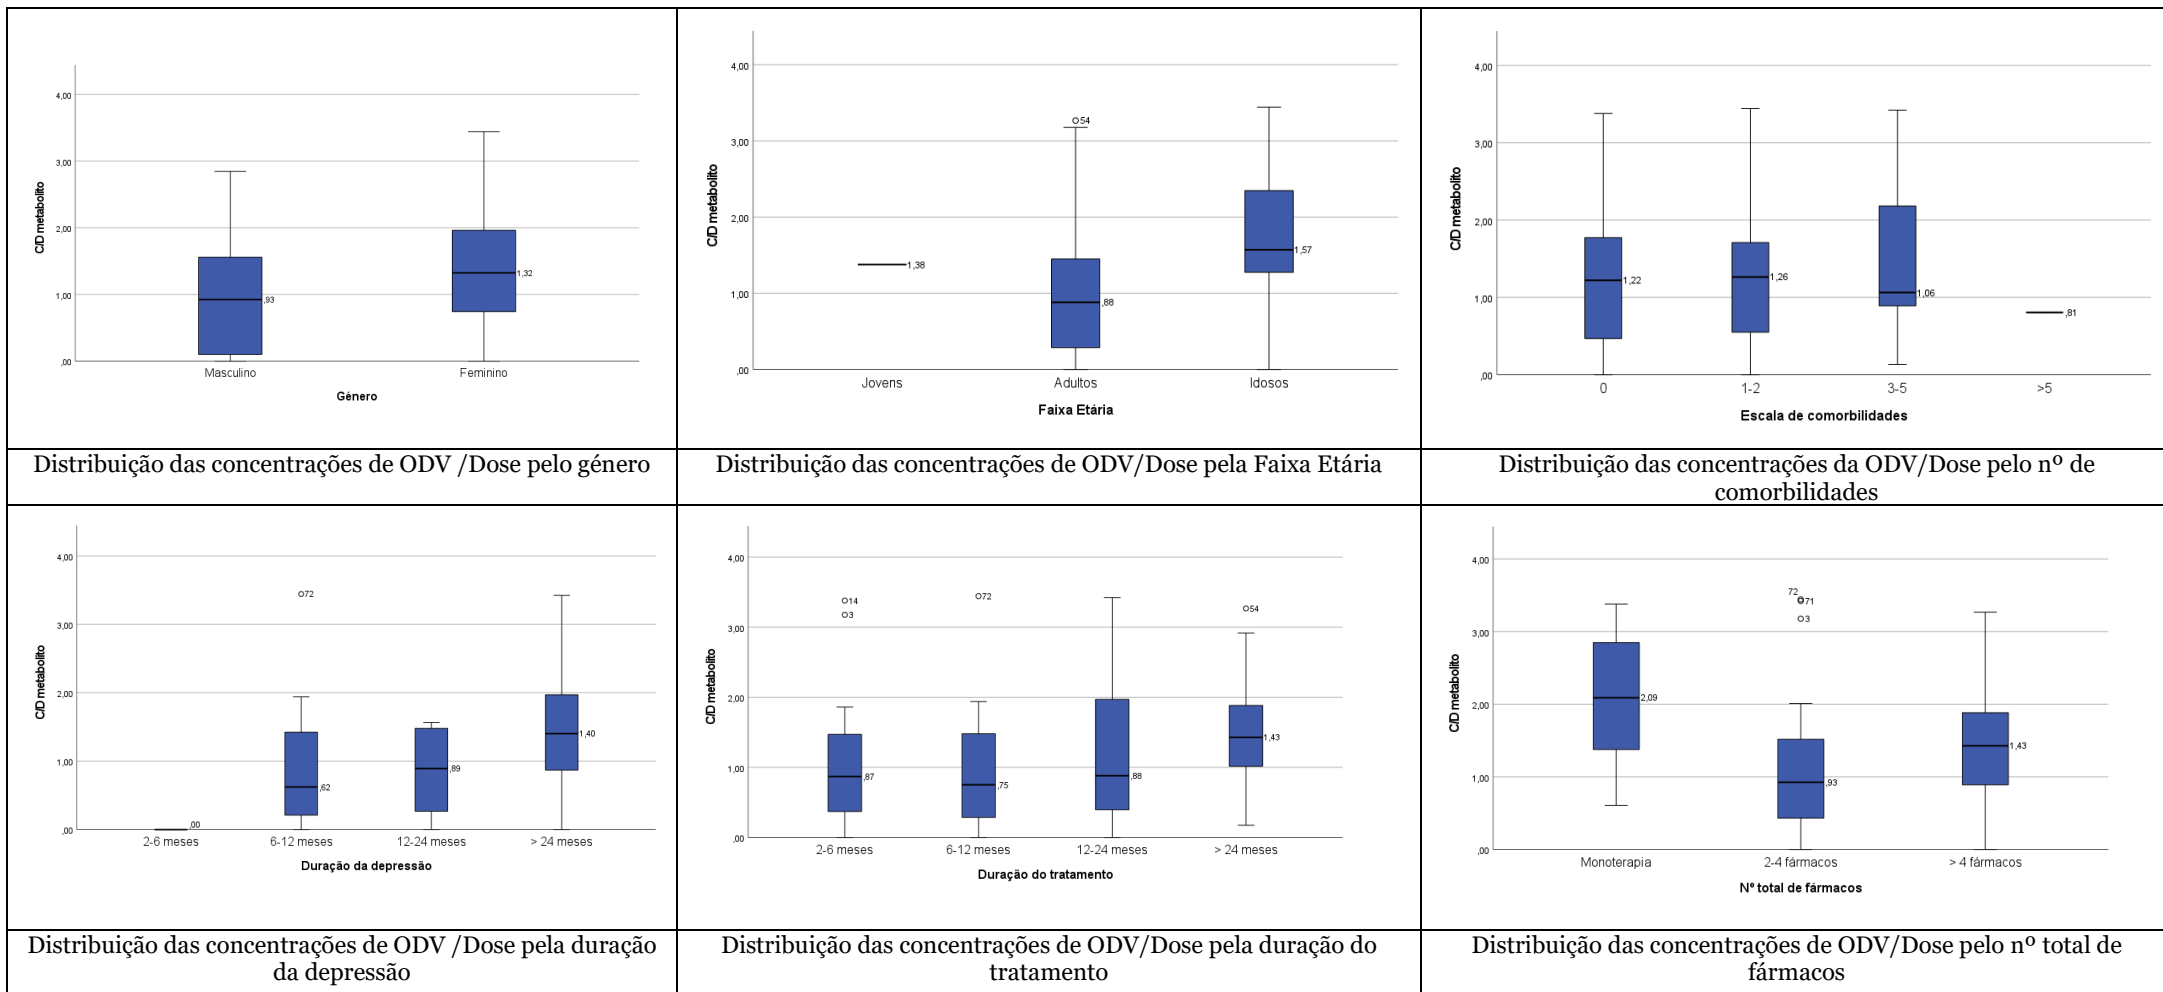 4,00
3,00
2,00
1,00
,00
C/D metabolito
,93
1,32
Masculino
Feminino
Gênero
4,00
3,00
2,00
1,00
,00
C/D metabolito
54
1,38
,88
1,57
Jovens
Adultos
Idosos
Faixa Etária
4,00
3,00
2,00
1,00
,00
C/D metabolito
1,22
1,26
1,06
,81
0
1-2
3-5
>5
Escala de comorbilidades
Distribuição das concentrações de ODV /Dose pelo género
Distribuição das concentrações de ODV/Dose pela Faixa Etária
Distribuição das concentrações da ODV/Dose pelo nº de
comorbilidades
4,00
3,00
2,00
1,00
,00
C/D metabolito
72
,00
,62
,89
1,40
2-6 meses
6-12 meses
12-24 meses
> 24 meses
Duração da depressão
4,00
3,00
2,00
1,00
,00
C/D metabolito
14
3
72
54
,87
,75
,88
1,43
2-6 meses
6-12 meses
12-24 meses
> 24 meses
Duração do tratamento
4,00
3,00
2,00
1,00
,00
C/D metabolito
72
71
3
2,09
,93
1,43
Monoterapia
2-4 fármacos
> 4 fármacos
Nº total de fármacos
Distribuição das concentrações de ODV /Dose pela duração
da depressão
Distribuição das concentrações de ODV/Dose pela duração do
tratamento
Distribuição das concentrações de ODV/Dose pelo nº total de
fármacos